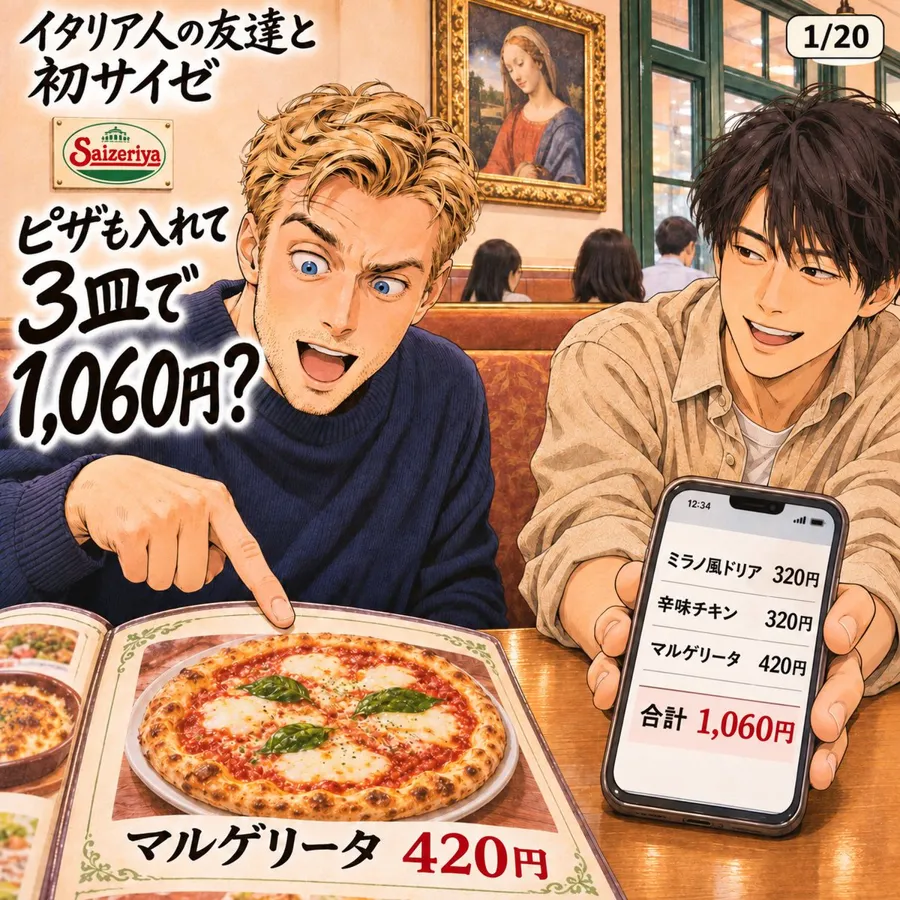 イタリア人の友達と
初サイゼ
1/20
Saizeriya
ピザも入れて
3皿で
1,060円?
12:34
ミラノ風ドリア 320円
辛味チキン 320円
マルゲリータ 420円
合計 1,060円
マルゲリータ 420円